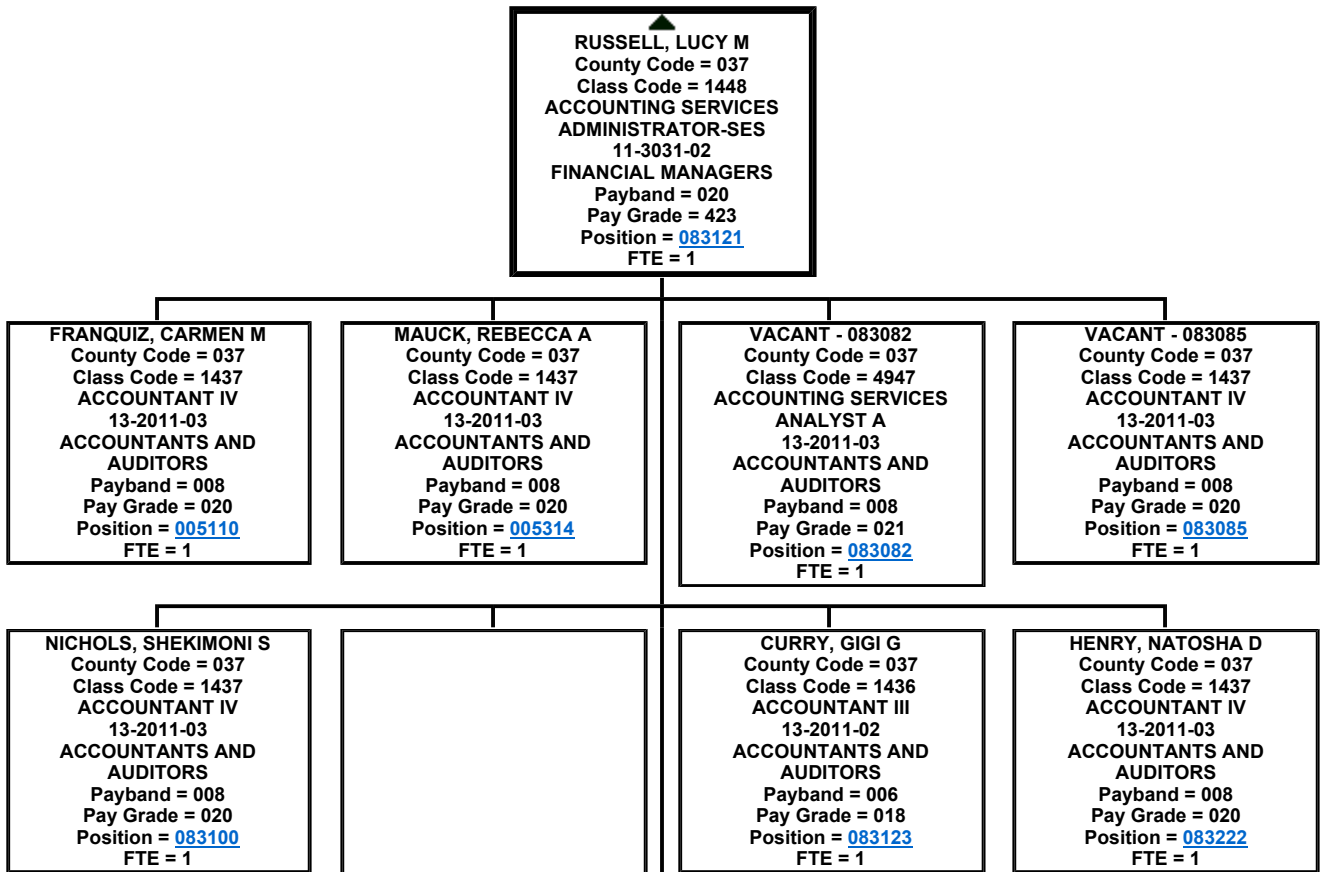 RUSSELL, LUCY M
County Code = 037
Class Code = 1448
ACCOUNTING SERVICES
ADMINISTRATOR-SES
11-3031-02
FINANCIAL MANAGERS
Payband = 020
Pay Grade = 423
Position = 083121
FTE = 1
FRANQUIZ, CARMEN M
County Code = 037
Class Code = 1437
ACCOUNTANT IV
13-2011-03
ACCOUNTANTS AND
AUDITORS
Payband = 008
Pay Grade = 020
Position = 005110
FTE = 1
MAUCK, REBECCA A
County Code = 037
Class Code = 1437
ACCOUNTANT IV
13-2011-03
ACCOUNTANTS AND
AUDITORS
Payband = 008
Pay Grade = 020
Position = 005314
FTE = 1
VACANT - 083082
County Code = 037
Class Code = 4947
ACCOUNTING SERVICES
ANALYST A
13-2011-03
ACCOUNTANTS AND
AUDITORS
Payband = 008
Pay Grade = 021
Position = 083082
FTE = 1
VACANT - 083085
County Code = 037
Class Code = 1437
ACCOUNTANT IV
13-2011-03
ACCOUNTANTS AND
AUDITORS
Payband = 008
Pay Grade = 020
Position = 083085
FTE = 1
NICHOLS, SHEKIMONI S
County Code = 037
Class Code = 1437
ACCOUNTANT IV
13-2011-03
ACCOUNTANTS AND
AUDITORS
Payband = 008
Pay Grade = 020
Position = 083100
FTE = 1
CURRY, GIGI G
County Code = 037
Class Code = 1436
ACCOUNTANT III
13-2011-02
ACCOUNTANTS AND
AUDITORS
Payband = 006
Pay Grade = 018
Position = 083123
FTE = 1
HENRY, NATOSHA D
County Code = 037
Class Code = 1437
ACCOUNTANT IV
13-2011-03
ACCOUNTANTS AND
AUDITORS
Payband = 008
Pay Grade = 020
Position = 083222
FTE = 1